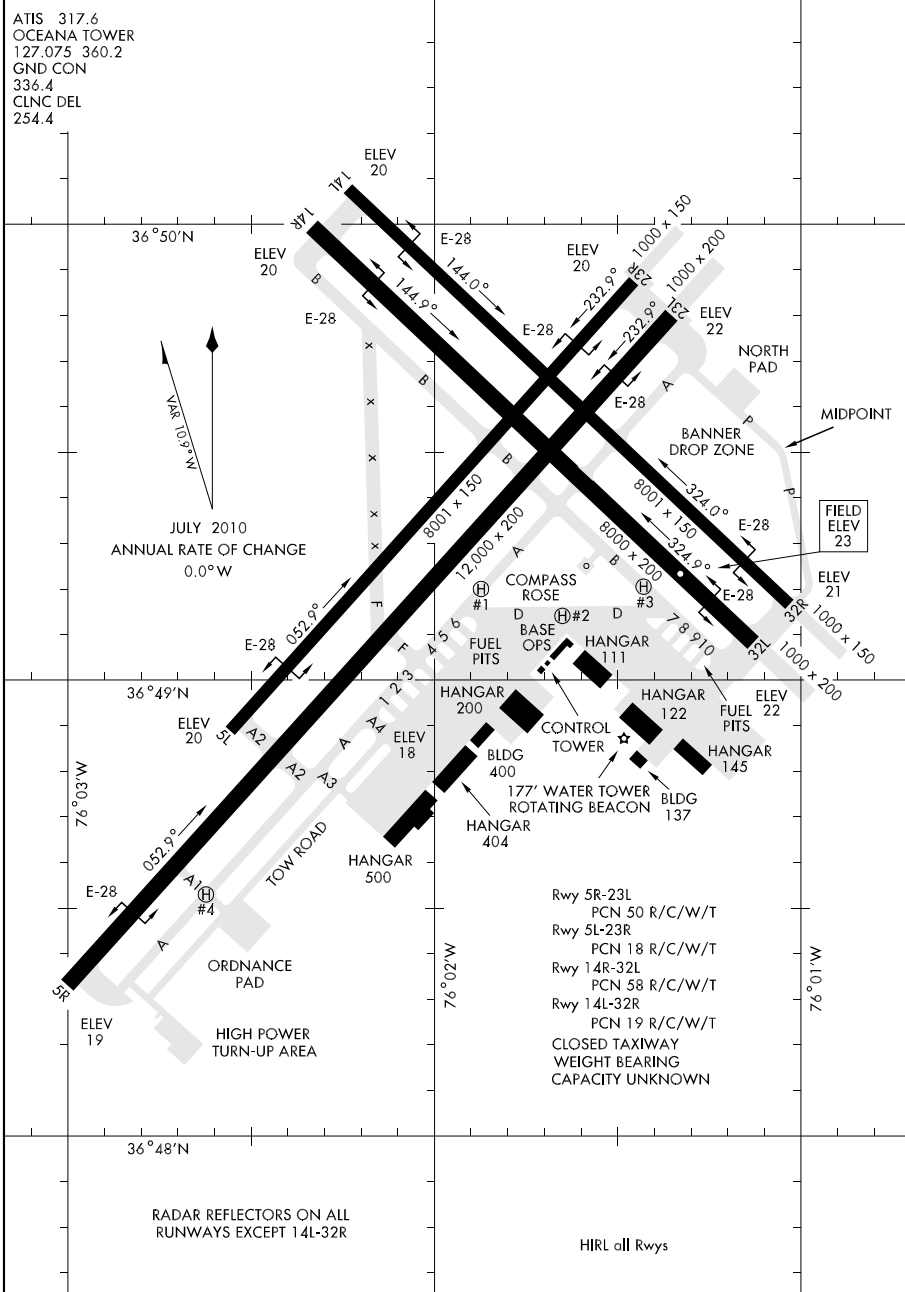 ATIS 317.6
OCEANA TOWER
127.075 360.2
GND CON
336.4
CLNC DEL
254.4
ELEV
20
14L
14R
36°50'N
ELEV
20
E-28
144.0°
ELEV
20
23R
1000 x 150
1000 x 200
232.9°
23L
232.9°
ELEV
22
B
144.9°
E-28
E-28
E-28
NORTH
PAD
A
P
MIDPOINT
VAR 10.9° W
X
X
X
X
X
B
B
BANNER
DROP ZONE
P
324.0°
8001 x 150
E-28
FIELD
ELEV
23
JULY 2010
ANNUAL RATE OF CHANGE
0.0° W
8001 x 150
12,000 x 200
8000 x 200
324.9°
E-28
ELEV
21
32R
1000 x 150
A
B
COMPASS
ROSE
H
#1
H
#2
H
#3
D
D
F
052.9°
E-28
F
4 5 6
FUEL
PITS
BASE
OPS
HANGAR
111
7 8 9 10
32L
1000 x 200
36°49'N
1 2 3
HANGAR
200
HANGAR
122
FUEL
PITS
ELEV
22
ELEV
20
5L
A2
A
A4
ELEV
18
CONTROL
TOWER
BLDG
400
HANGAR
145
A2
A3
177' WATER TOWER
ROTATING BEACON
BLDG
137
76°03'W
052.9°
TOW ROAD
HANGAR
404
HANGAR
500
E-28
A1
H
#4
A
5R
ORDNANCE
PAD
ELEV
19
HIGH POWER
TURN-UP AREA
76°02'W
76°01'W
Rwy 5R-23L
PCN 50 R/C/W/T
Rwy 5L-23R
PCN 18 R/C/W/T
Rwy 14R-32L
PCN 58 R/C/W/T
Rwy 14L-32R
PCN 19 R/C/W/T
CLOSED TAXIWAY
WEIGHT BEARING
CAPACITY UNKNOWN
36°48'N
RADAR REFLECTORS ON ALL
RUNWAYS EXCEPT 14L-32R
HIRL all Rwys